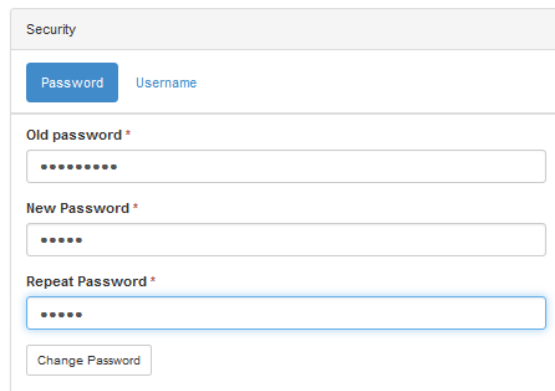 Security
Password Username
Old password *
•••••••••
New Password *
•••••
Repeat Password *
•••••
Change Password